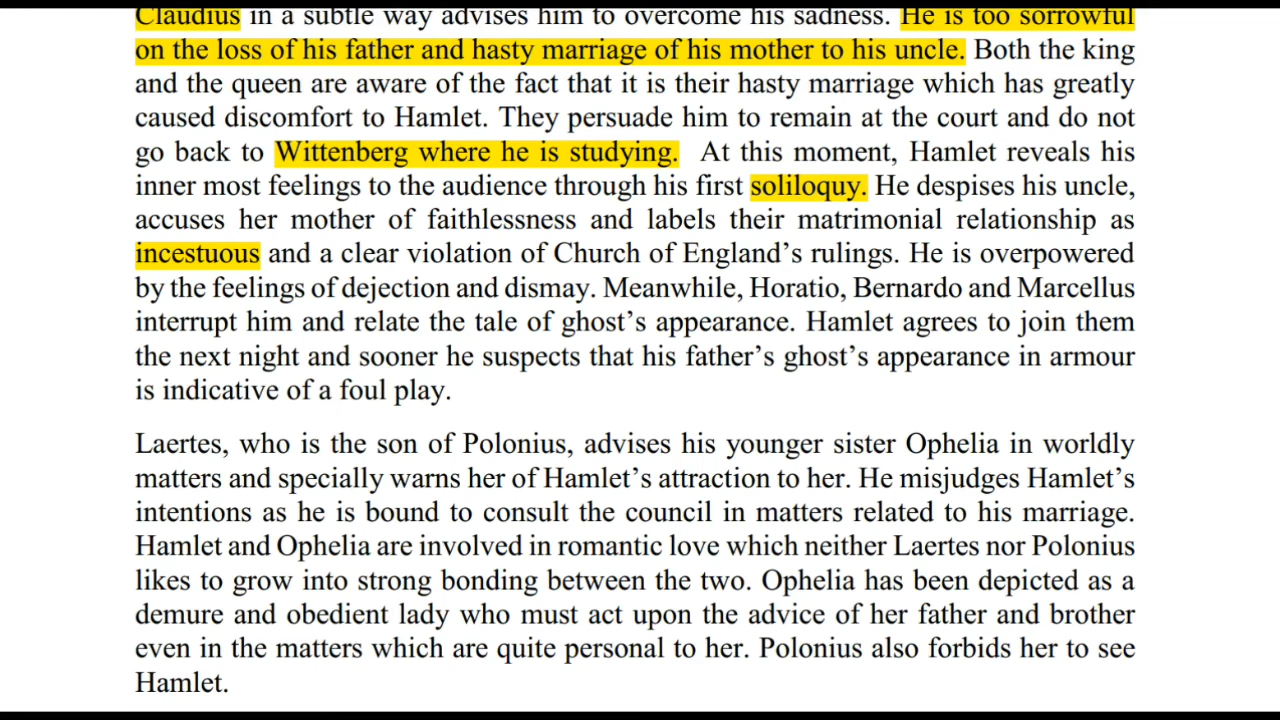 Claudius in a subtle way advises him to overcome his sadness. He is too sorrowful
on the loss of his father and hasty marriage of his mother to his uncle. Both the king
and the queen are aware of the fact that it is their hasty marriage which has greatly
caused discomfort to Hamlet. They persuade him to remain at the court and do not
go back to Wittenberg where he is studying. At this moment, Hamlet reveals his
inner most feelings to the audience through his first soliloquy. He despises his uncle,
accuses her mother of faithlessness and labels their matrimonial relationship as
incestuous and a clear violation of Church of England’s rulings. He is overpowered
by the feelings of dejection and dismay. Meanwhile, Horatio, Bernardo and Marcellus
interrupt him and relate the tale of ghost’s appearance. Hamlet agrees to join them
the next night and sooner he suspects that his father’s ghost’s appearance in armour
is indicative of a foul play.
Laertes, who is the son of Polonius, advises his younger sister Ophelia in worldly
matters and specially warns her of Hamlet’s attraction to her. He misjudges Hamlet’s
intentions as he is bound to consult the council in matters related to his marriage.
Hamlet and Ophelia are involved in romantic love which neither Laertes nor Polonius
likes to grow into strong bonding between the two. Ophelia has been depicted as a
demure and obedient lady who must act upon the advice of her father and brother
even in the matters which are quite personal to her. Polonius also forbids her to see
Hamlet.